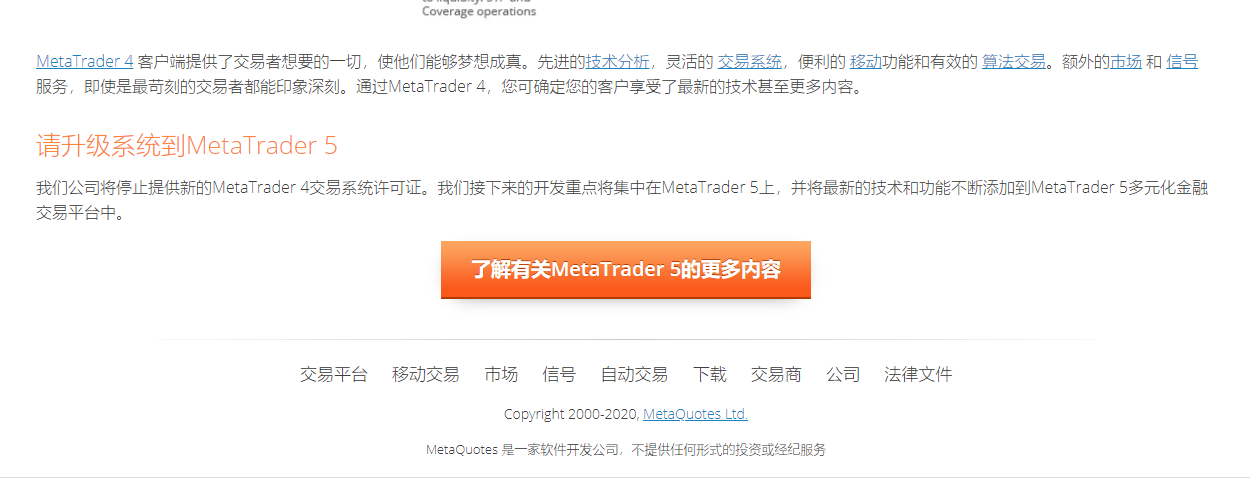 Coverage operations
MetaTrader 4 客户端提供了交易者想要的一切，使他们能够梦想成真。先进的技术分析，灵活的 交易系统，便利的 移动功能和有效的 算法交易。额外的市场 和 信号
服务，即使是最苛刻的交易者都能印象深刻。通过MetaTrader 4，您可确定您的客户享受了最新的技术甚至更多内容。
请升级系统到MetaTrader 5
我们公司将停止提供新的MetaTrader 4交易系统许可证。我们接下来的开发重点将集中在MetaTrader 5上，并将最新的技术和功能不断添加到MetaTrader 5多元化金融
交易平台中。
了解有关MetaTrader 5的更多内容
交易平台 移动交易 市场 信号 自动交易 下载 交易商 公司 法律文件
Copyright 2000-2020, MetaQuotes Ltd.
MetaQuotes 是一家软件开发公司，不提供任何形式的投资或经纪服务